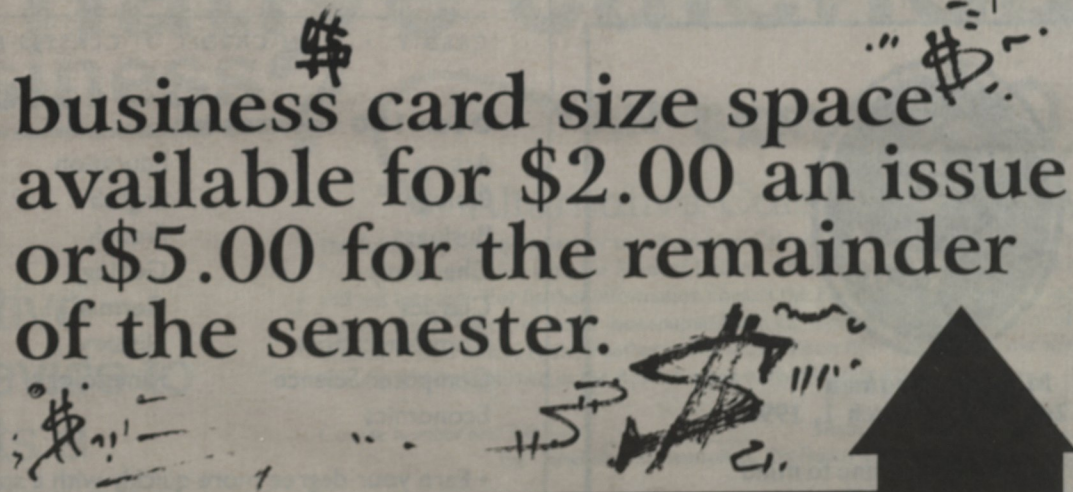 business card size space
available for $2.00 an issue
or$5.00 for the remainder
of the semester.